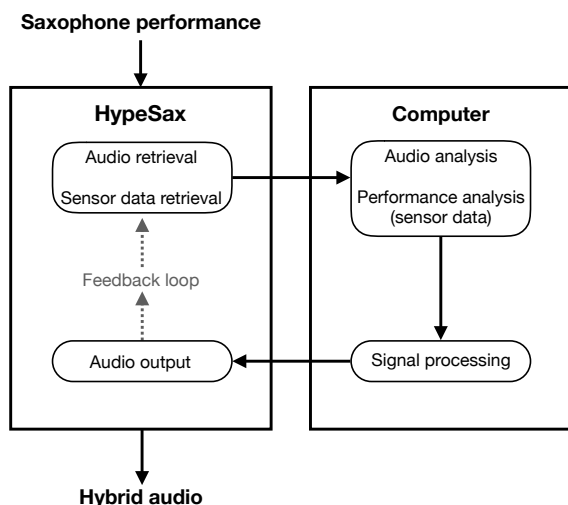 Saxophone performance
HypeSax
Audio retrieval
Sensor data retrieval
Feedback loop
Audio output
Computer
Audio analysis
Performance analysis
(sensor data)
Signal processing
Hybrid audio